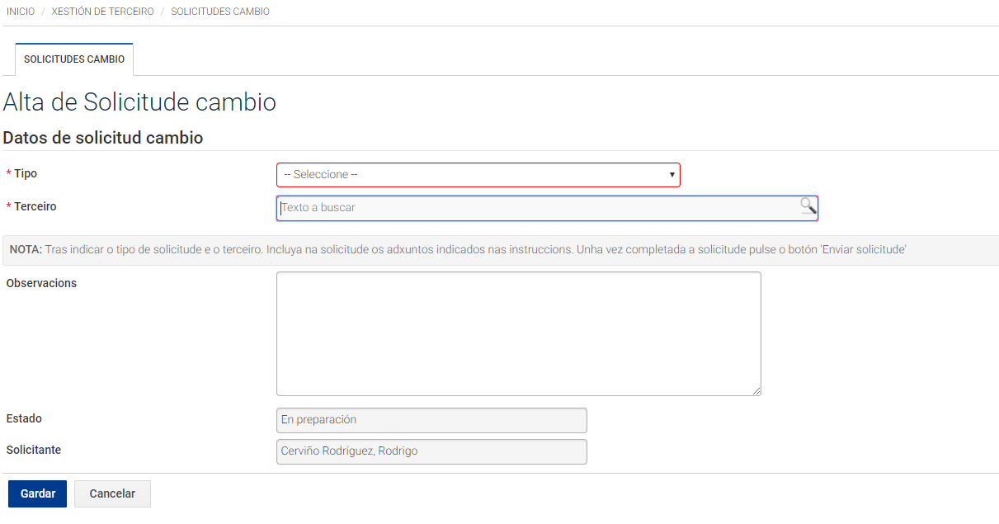 INICIO / XESTIÓN DE TERCEIRO / SOLICITUDES CAMBIO
SOLICITUDES CAMBIO
Alta de Solicitude cambio
Datos de solicitud cambio
* Tipo
-- Seleccione --
* Terceiro
Texto a buscar
NOTA: Tras indicar o tipo de solicitude e o terceiro. Incluya na solicitude os adxuntos indicados nas instruccions. Unha vez completada a solicitude pulse o botón 'Enviar solicitude'
Observacions
Estado
En preparación
Solicitante
Cerviño Rodríguez, Rodrigo
Gardar
Cancelar